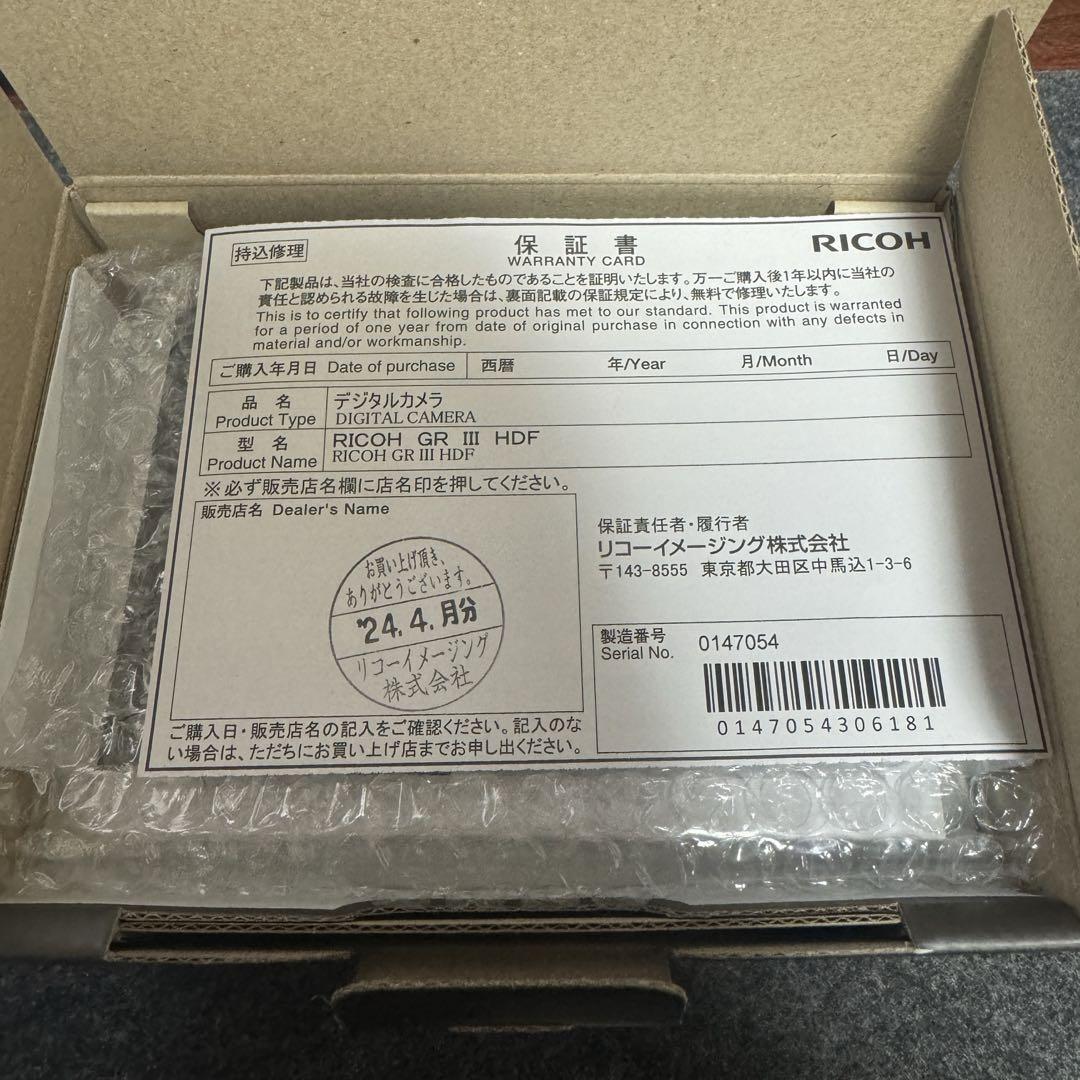 持込修理
保証書
WARRANTY CARD
RICOH
下記製品は、当社の検査に合格したものであることを証明いたします。万一ご購入後1年以内に当社の
責任と認められる故障を生じた場合は、裏面記載の保証規定により、無料で修理いたします。
This is to certify that following product has met to our standard. This product is warranted
for a period of one year from date of original purchase in connection with any defects in
material and/or workmanship.
ご購入年月日 Date of purchase 西暦 年/Year 月/Month 日/Day
品 名 デジタルカメラ
Product Type DIGITAL CAMERA
型 名 RICOH GR III HDF
Product Name RICOH GR III HDF
※必ず販売店名欄に店名印を押してください。
販売店名 Dealer's Name
お買い上げ頂き、
ありがとうございます。
'24.4.月分
リコーイメージング
株式会社
保証責任者・履行者
リコーイメージング株式会社
〒143-8555 東京都大田区中馬込1-3-6
製造番号
Serial No. 0147054
0147054306181
ご購入日・販売店名の記入をご確認ください。記入のな
い場合は、ただちにお買い上げ店までお申し出ください。